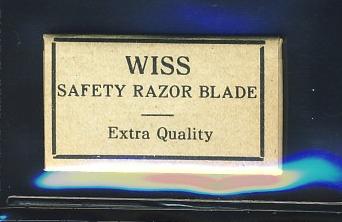 WISS
SAFETY RAZOR BLADE
Extra Quality